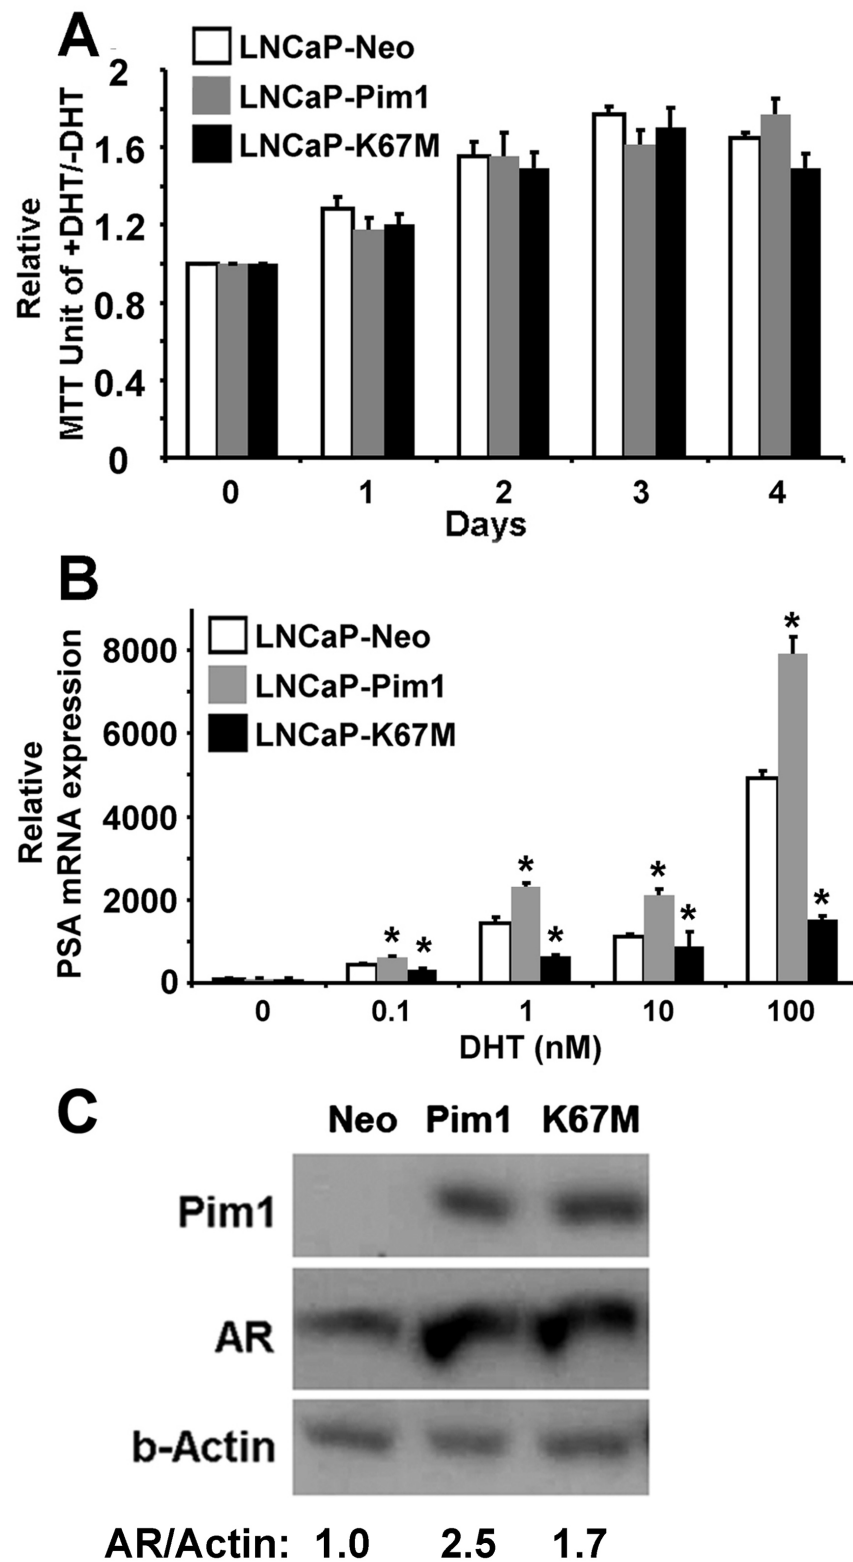 A
LNCaP-Neo
LNCaP-Pim1
LNCaP-K67M
Relative
MTT Unit of +DHT/-DHT
2
1.6
1.2
0.8
0.4
0
0 1 2 3 4
Days
B
LNCaP-Neo
LNCaP-Pim1
LNCaP-K67M
Relative
PSA mRNA expression
8000
6000
4000
2000
0
* * * * * * * *
0 0.1 1 10 100
DHT (nM)
C
Neo Pim1 K67M
Pim1
AR
b-Actin
AR/Actin: 1.0 2.5 1.7